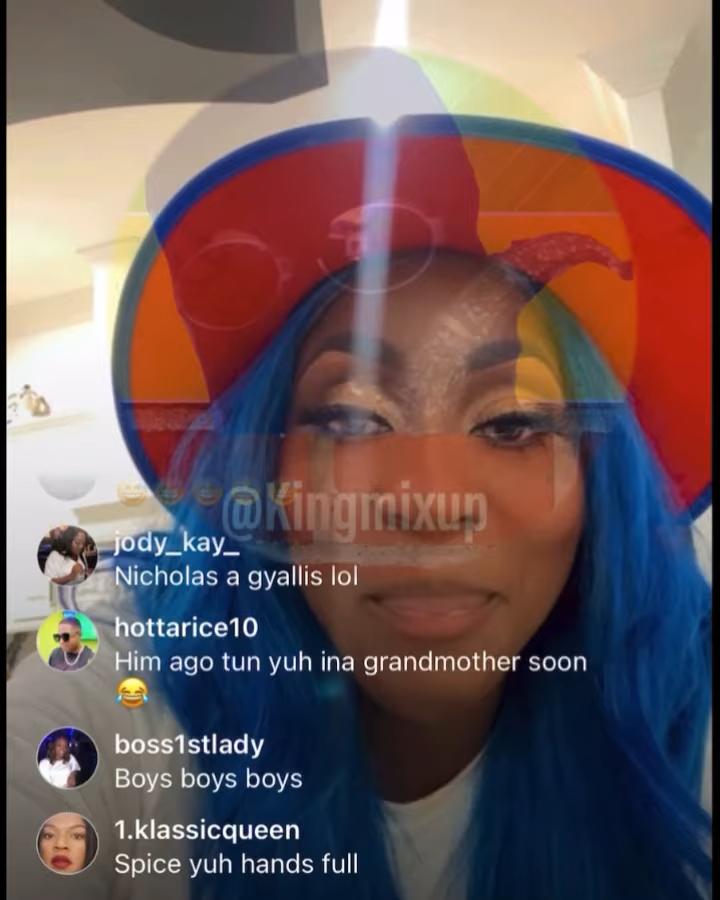 @Kingmixup
jody_kay_
Nicholas a gyallis lol
hottarice10
Him ago tun yuh ina grandmother soon
😂
boss1stlady
Boys boys boys
1.klassicqueen
Spice yuh hands full